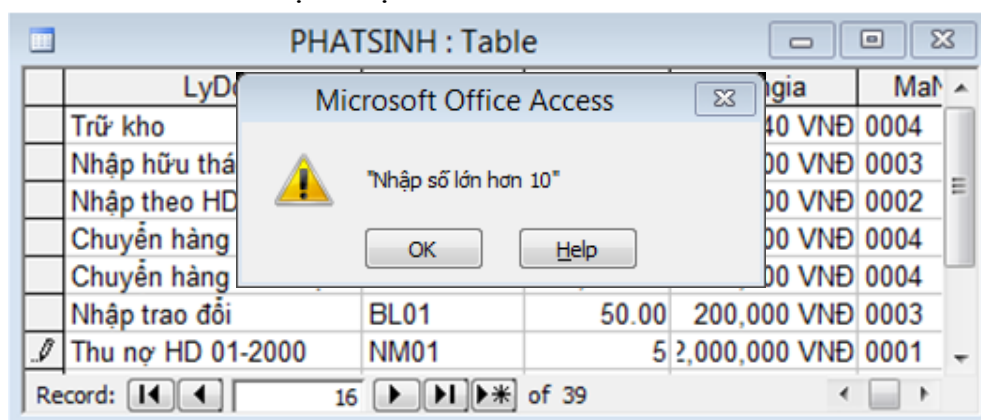 PHATSINH : Table
LyD
gia
MaN
Microsoft Office Access
"Nhập số lớn hơn 10"
OK
Help
Trữ kho
40 VNĐ 0004
Nhập hữu thá
00 VNĐ 0003
Nhập theo HD
00 VNĐ 0002
Chuyển hàng
00 VNĐ 0004
Chuyển hàng
00 VNĐ 0004
Nhập trao đổi BL01 50.00 200,000 VNĐ 0003
Thu nợ HD 01-2000 NM01 5 2,000,000 VNĐ 0001
Record: 16 of 39